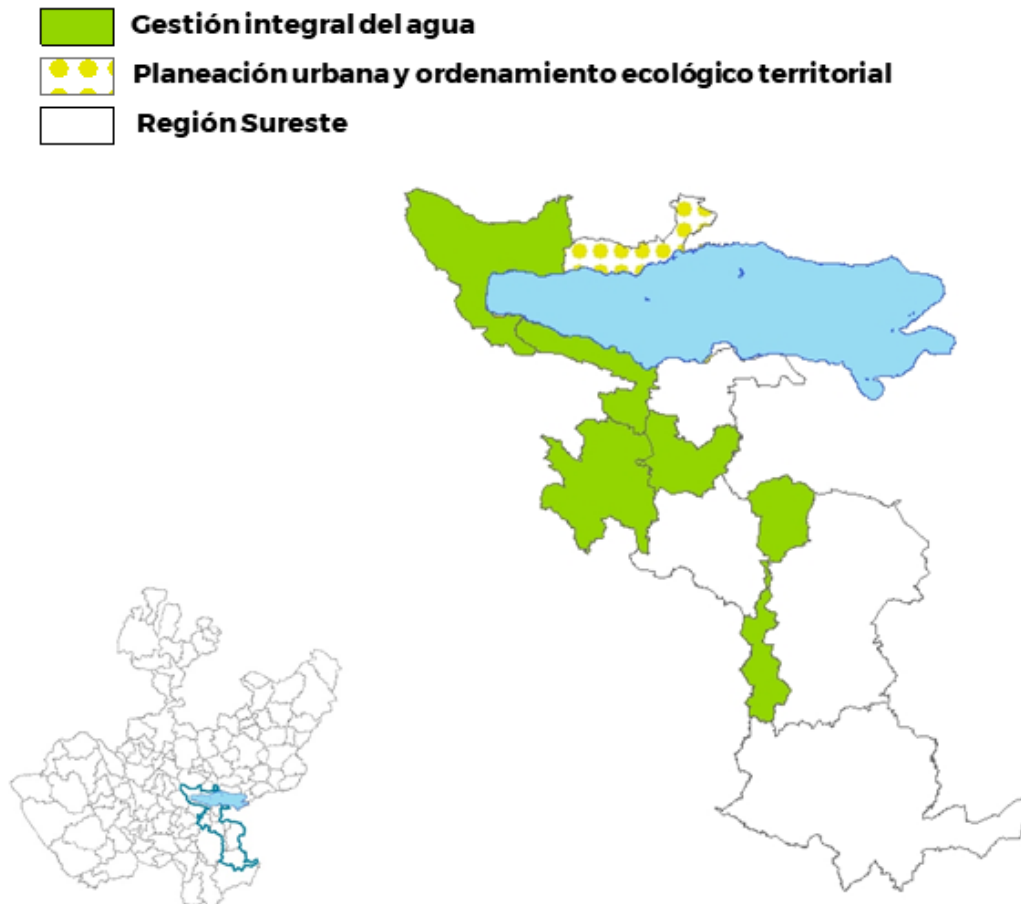 Gestión integral del agua
Planeación urbana y ordenamiento ecológico territorial
Región Sureste